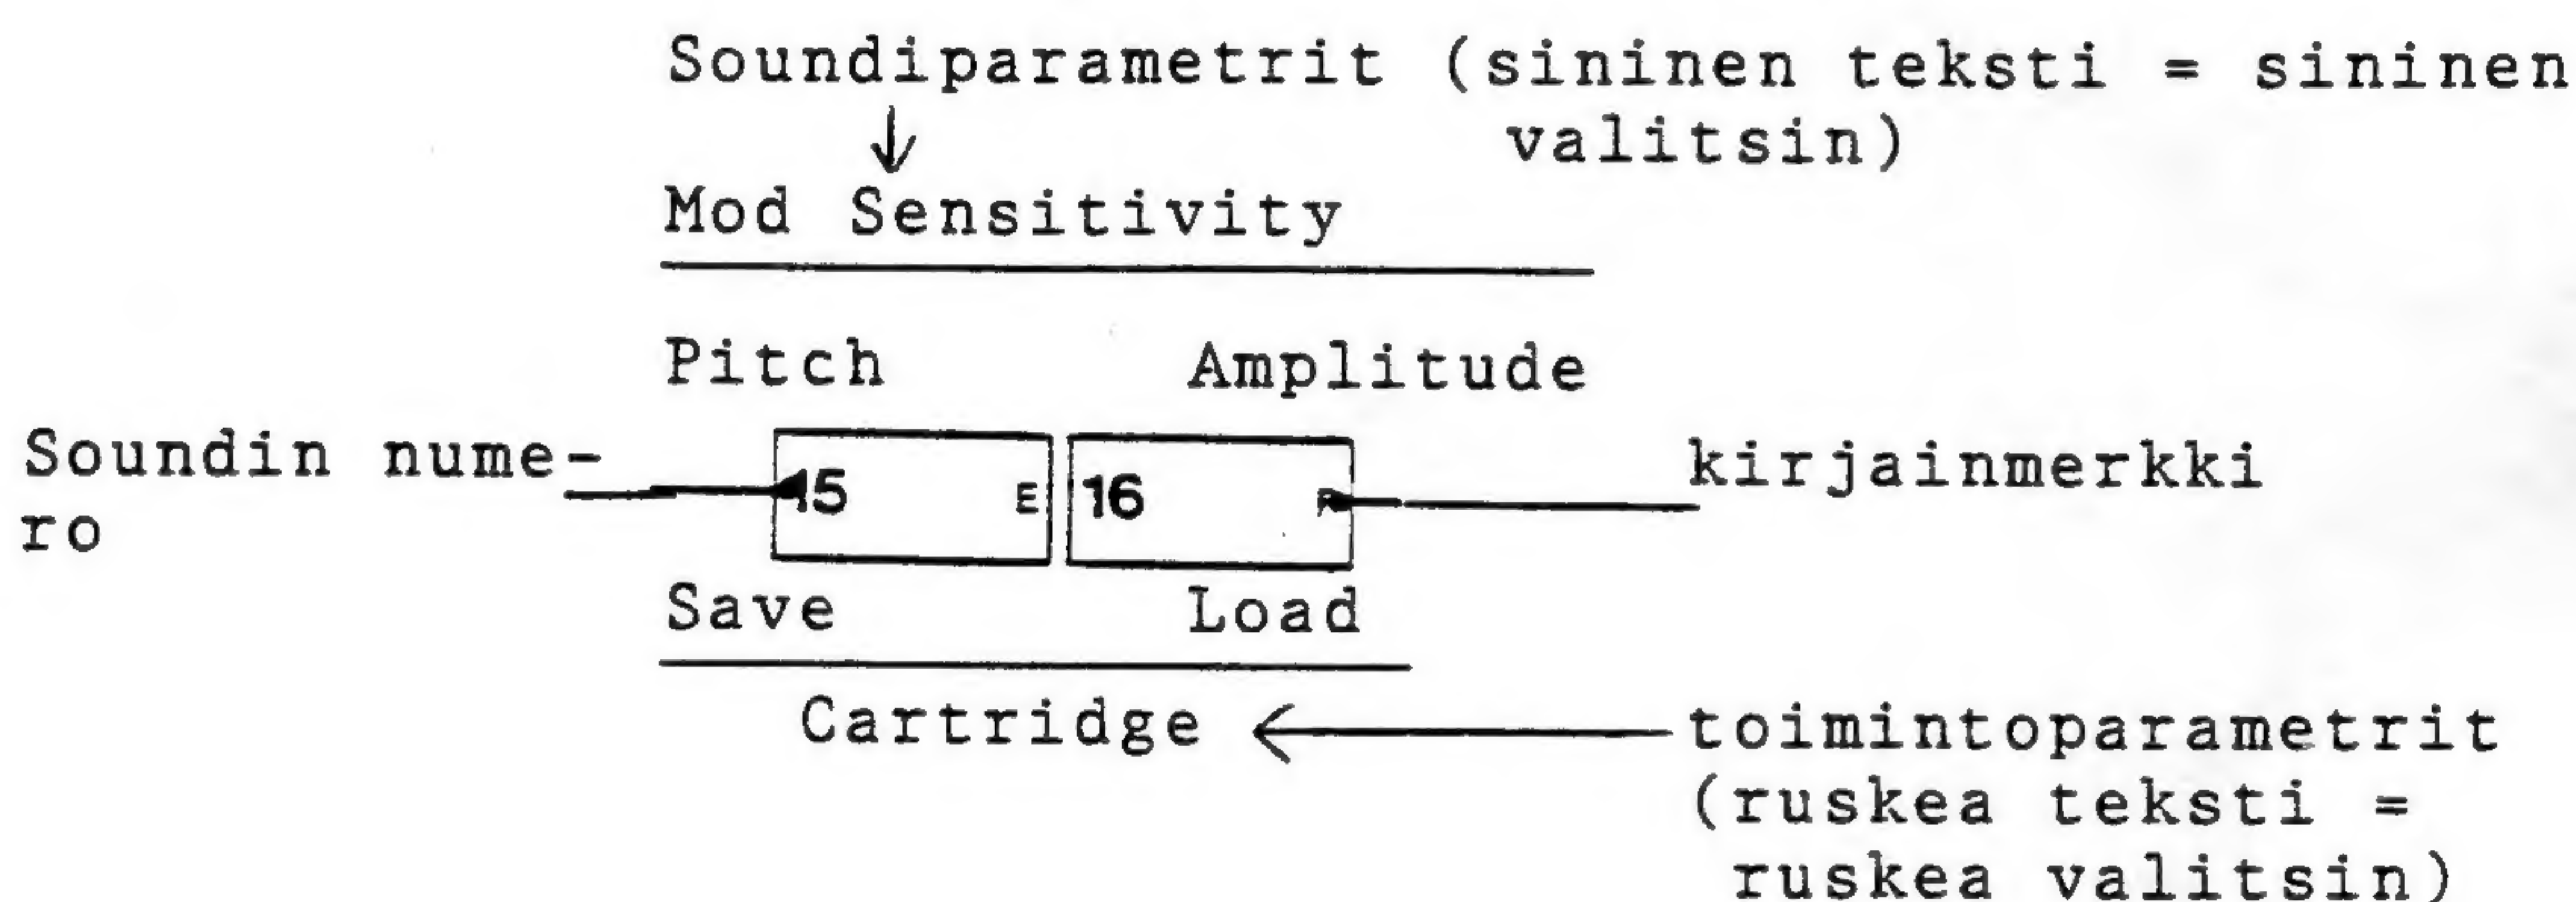 Soundiparametrit (sininen teksti = sininen
valitsin)
Mod Sensitivity
Pitch Amplitude
Soundin nume-
ro
15 E 16
kirjainmerkki
Save Load
Cartridge
toimintoparametrit
(ruskea teksti =
ruskea valitsin)